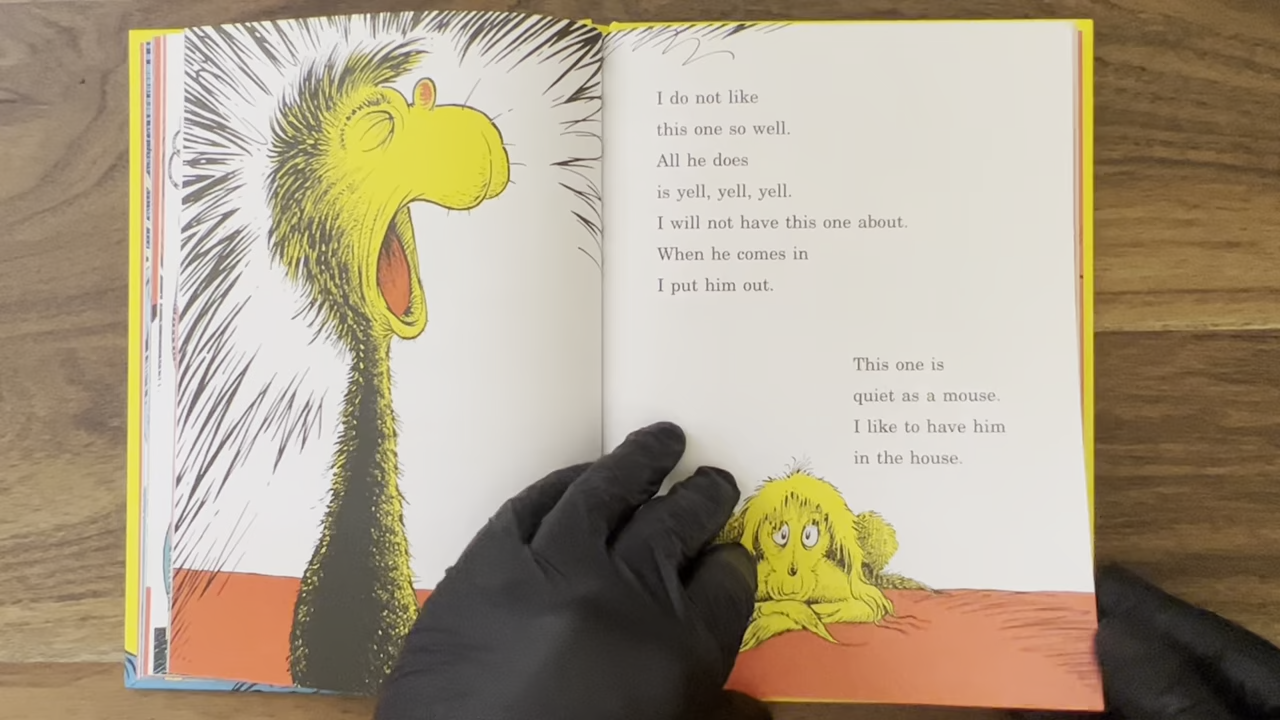 I do not like
this one so well.
All he does
is yell, yell, yell.
I will not have this one about.
When he comes in
I put him out.
This one is
quiet as a mouse.
I like to have him
in the house.